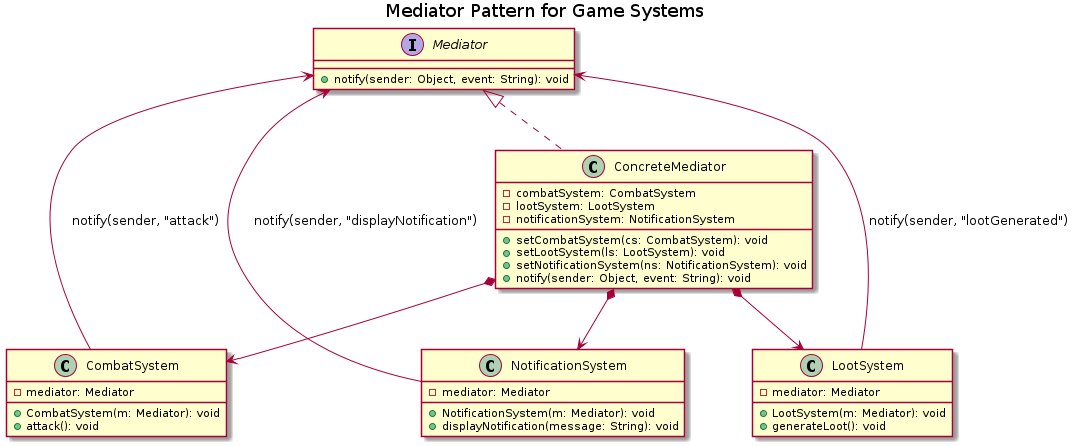 Mediator Pattern for Game Systems
I Mediator
notify(sender: Object, event: String): void
C ConcreteMediator
combatSystem: CombatSystem
lootSystem: LootSystem
notificationSystem: NotificationSystem
setCombatSystem(cs: CombatSystem): void
setLootSystem(ls: LootSystem): void
setNotificationSystem(ns: NotificationSystem): void
notify(sender: Object, event: String): void
notify(sender, "attack")
notify(sender, "displayNotification")
notify(sender, "lootGenerated")
C CombatSystem
mediator: Mediator
CombatSystem(m: Mediator): void
attack(): void
C NotificationSystem
mediator: Mediator
NotificationSystem(m: Mediator): void
displayNotification(message: String): void
C LootSystem
mediator: Mediator
LootSystem(m: Mediator): void
generateLoot(): void